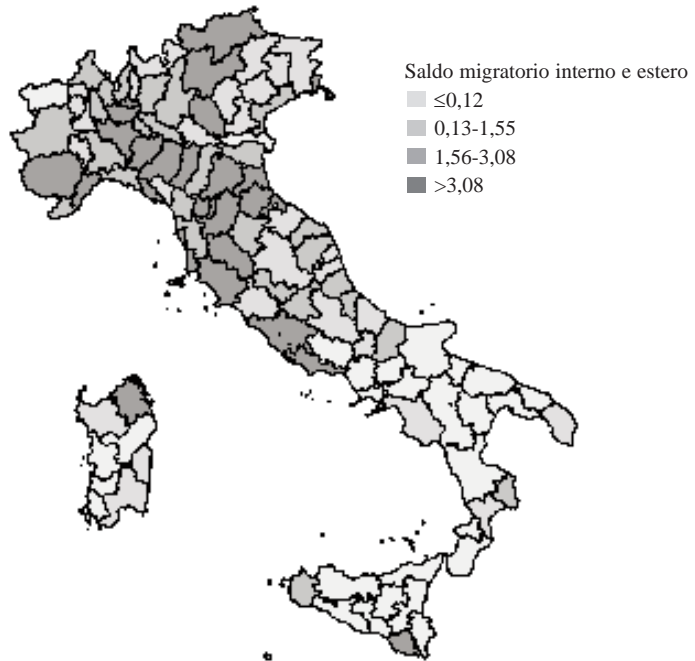 Saldo migratorio interno e estero
≤0,12
0,13-1,55
1,56-3,08
>3,08